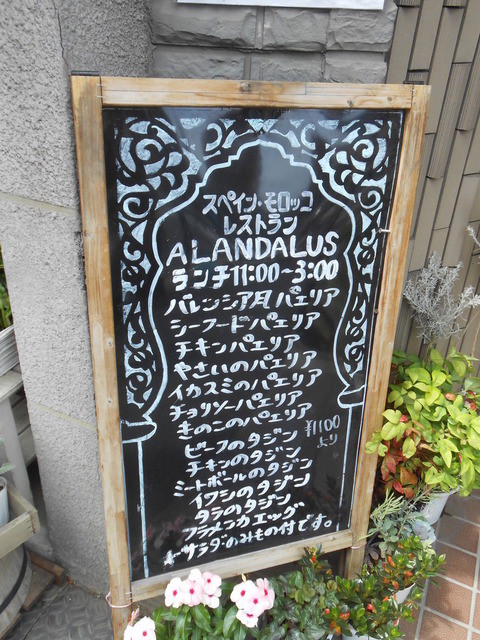 スペイン・モロッコ
レストラン
ALANDALUS
ランチ11:00~3:00
バレンシア風パエリア
シーフードパエリア
チキンパエリア
やさいのパエリア
イカスミのパエリア
チョリソーパエリア
きのこのパエリア
¥1100
より
ビーフのタジン
チキンのタジン
ミートボールのタジン
イワシのタジン
タラのタジン
フラメンカエッグ
サラダ・のみもの付です。